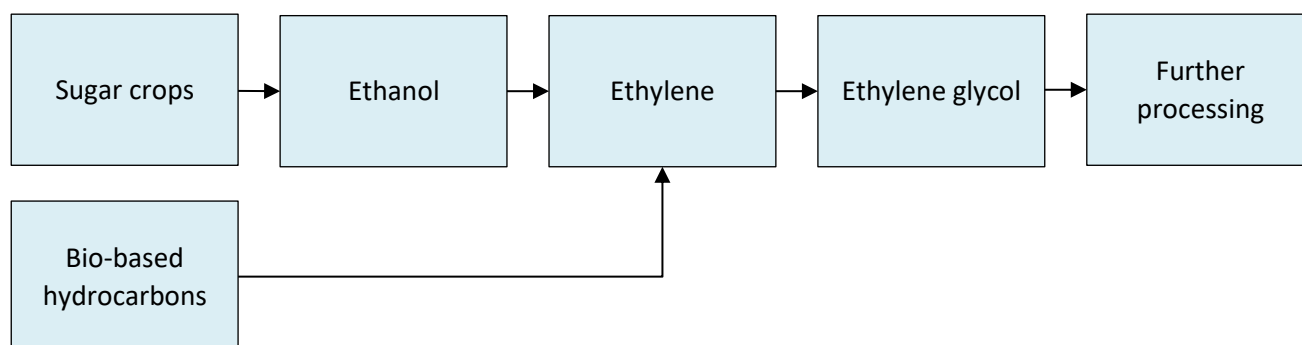 Sugar crops
Ethanol
Ethylene
Ethylene glycol
Further
processing
Bio-based
hydrocarbons